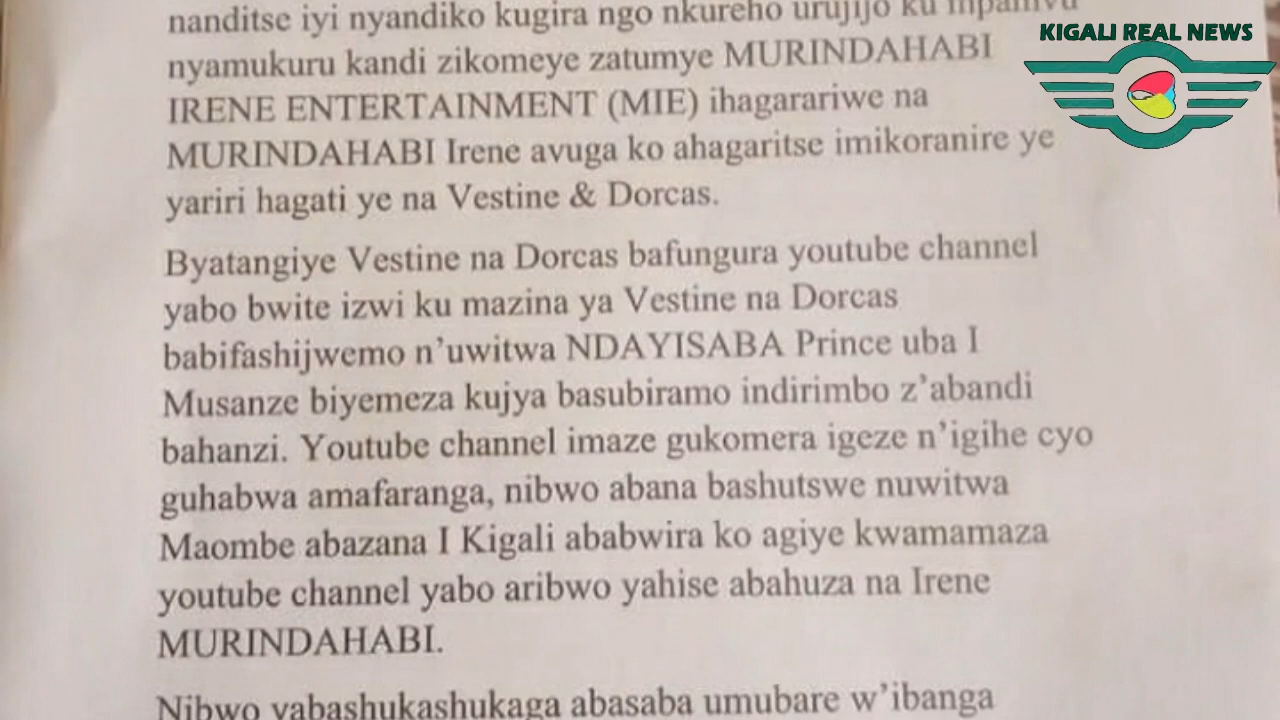 nanditse iyi nyandiko kugira ngo nkureho urujijo ku mpamvu
KIGALI REAL NEWS
nyamukuru kandi zikomeye zatumye MURINDAHABI
IRENE ENTERTAINMENT (MIE) ihagarariwe na
MURINDAHABI Irene avuga ko ahagaritse imikoranire ye
yariri hagati ye na Vestine & Dorcas.
Byatangiye Vestine na Dorcas bafungura youtube channel
yabo bwite izwi ku mazina ya Vestine na Dorcas
babifashijwemo n’uwitwa NDAYISABA Prince uba I
Musanze biyemeza kujya basubiramo indirimbo z’abandi
bahanzi. Youtube channel imaze gukomera igeze n’igihe cyo
guhabwa amafaranga, nibwo abana bashutswe nuwitwa
Maombe abazana I Kigali ababwira ko agiye kwamamaza
youtube channel yabo aribwo yahise abahuza na Irene
MURINDAHABI.
Nibwo yabashukashukaga abasaba umubare w’ibanga